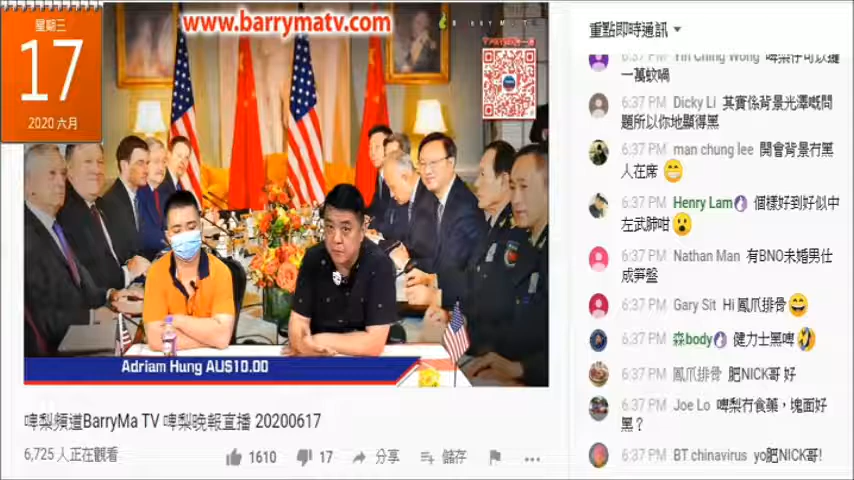 星期三
17
2020 六月
www.barrymatv.com
Adriam Hung AU$10.00
啤梨頻道BarryMa TV 啤梨晚報直播 20200617
6,725 人正在觀看
1610
17
分享
儲存
重點即時通訊
6:37 PM Yin Ching Wong
一萬蚊喎
6:37 PM Dicky Li 其實係背景光澤嘅問
題所以你地顯得黑
6:37 PM man chung lee 開會背景冇黑
人在席
6:37 PM Henry Lam 個樣好到好似中
左武肺咁
6:37 PM Nathan Man 有BNO未婚男仕
成笋盤
6:37 PM Gary Sit Hi 鳳爪排骨
6:37 PM 森body 健力士黑啤
6:37 PM 鳳爪排骨 肥NICK哥 好
6:37 PM Joe Lo 啤梨冇食藥，塊面好
黑？
6:37 PM BT chinavirus yo肥NICK哥!